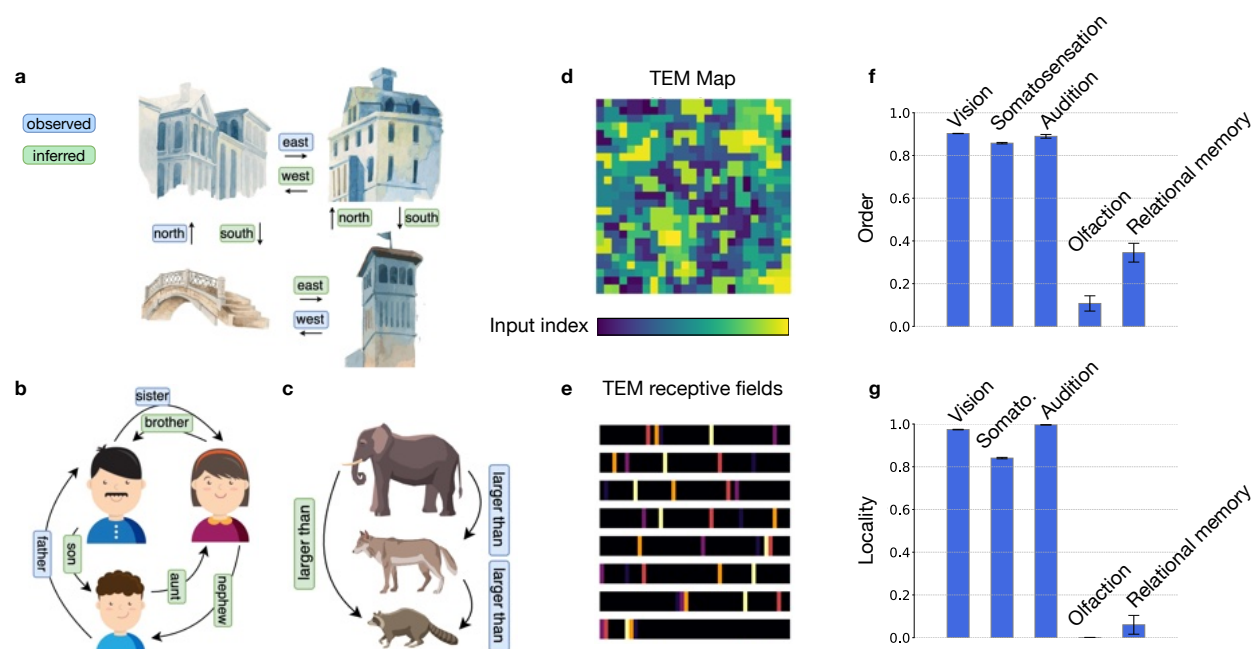 a
observed
inferred
east
west
north
south
north
south
east
west
b
sister
brother
father
son
aunt
nephew
c
larger than
larger than
larger than
d
TEM Map
Input index
e
TEM receptive fields
f
Order
1.0
0.8
0.6
0.4
0.2
0.0
Vision
Somatosensation
Audition
Olfaction
Relational memory
g
Locality
1.0
0.8
0.6
0.4
0.2
0.0
Vision
Somato.
Audition
Olfaction
Relational memory